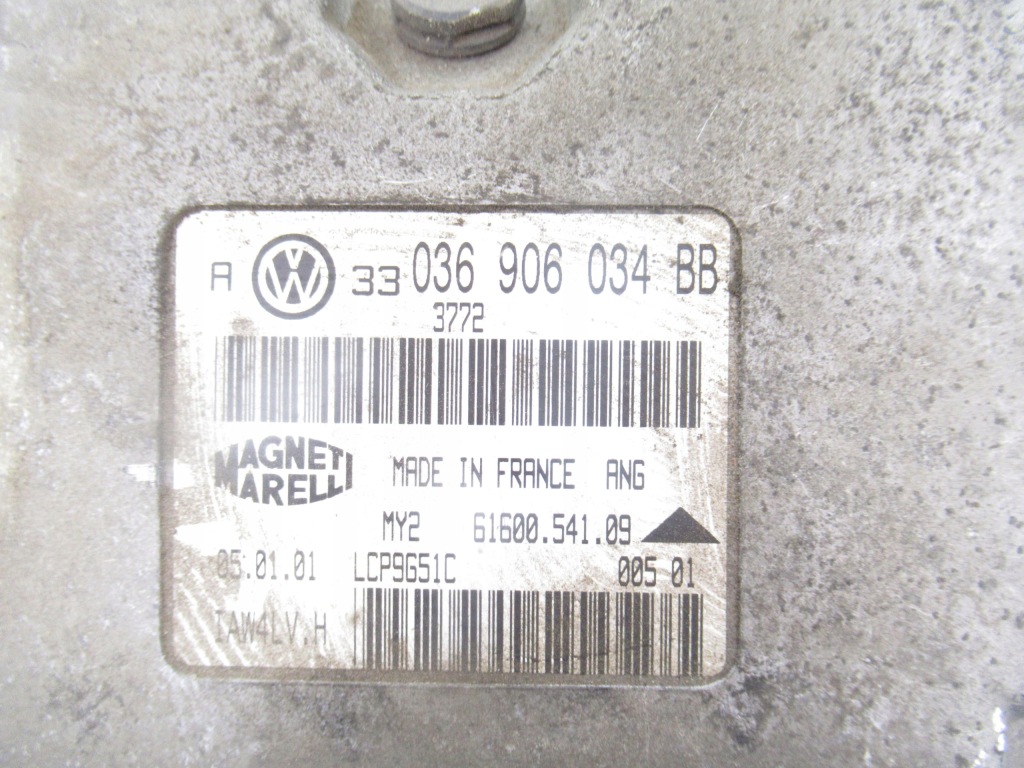 A VW 33 036 906 034 BB
3772
MAGNETI
MARELLI
MADE IN FRANCE ANG
MY2 61600.541.09
05.01.01 LCP9G51C 005 01
IAW4LV.H